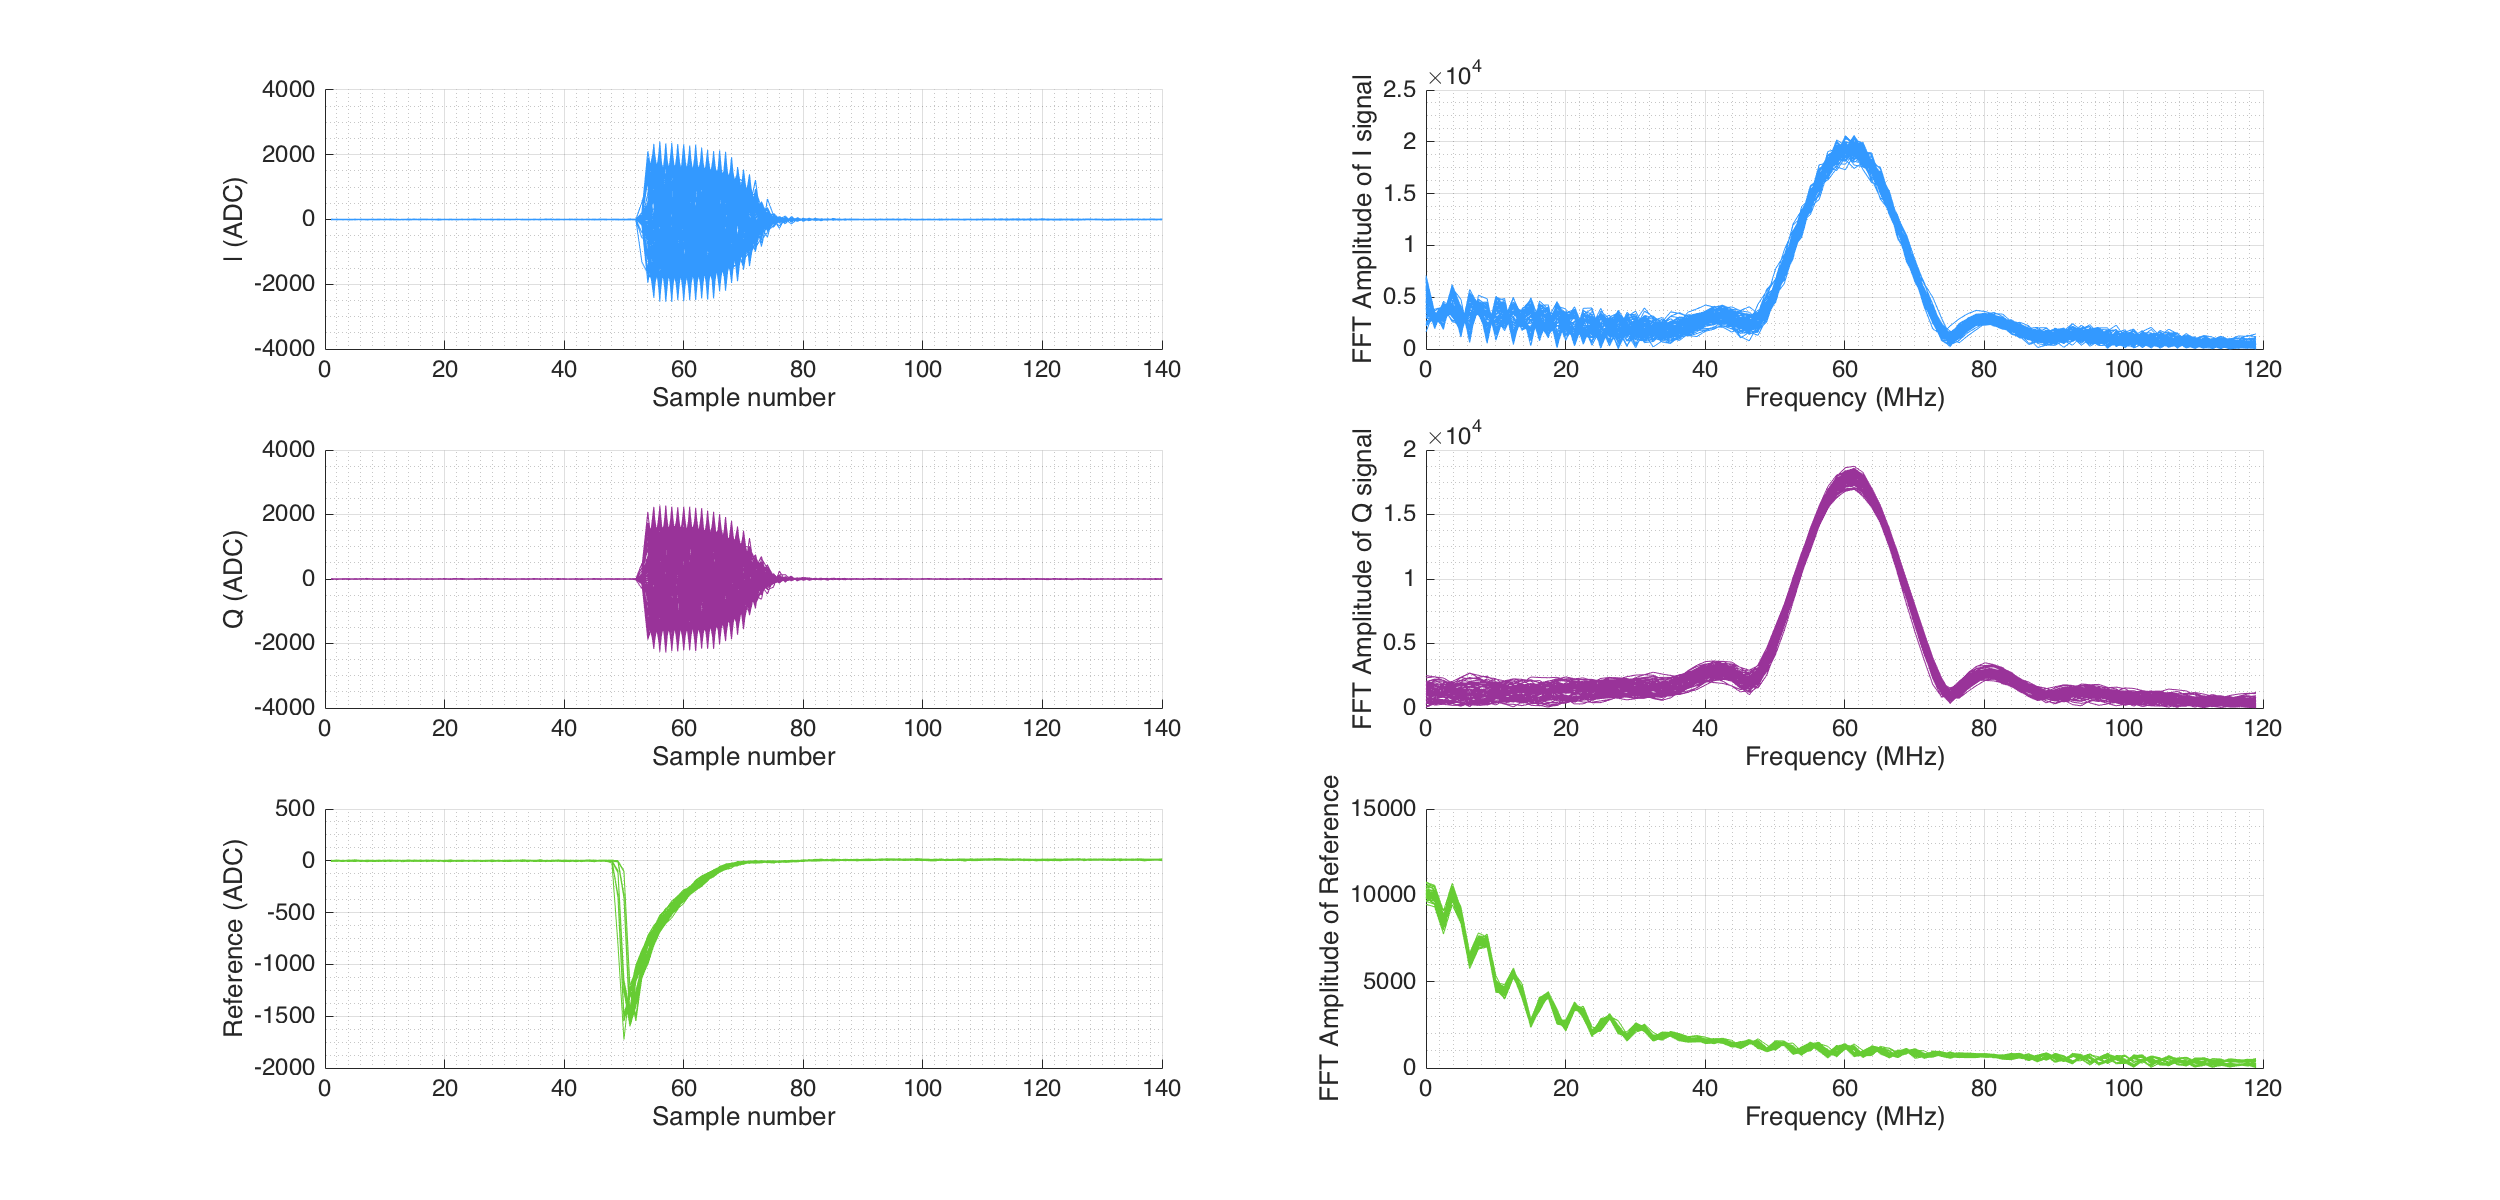 4000
2000
0
-2000
-4000
I (ADC)
0 20 40 60 80 100 120 140
Sample number
×10^4
2.5
2
1.5
1
0.5
0
FFT Amplitude of I signal
0 20 40 60 80 100 120
Frequency (MHz)
4000
2000
0
-2000
-4000
Q (ADC)
0 20 40 60 80 100 120 140
Sample number
×10^4
2
1.5
1
0.5
0
FFT Amplitude of Q signal
0 20 40 60 80 100 120
Frequency (MHz)
500
0
-500
-1000
-1500
-2000
Reference (ADC)
0 20 40 60 80 100 120 140
Sample number
15000
10000
5000
0
FFT Amplitude of Reference
0 20 40 60 80 100 120
Frequency (MHz)